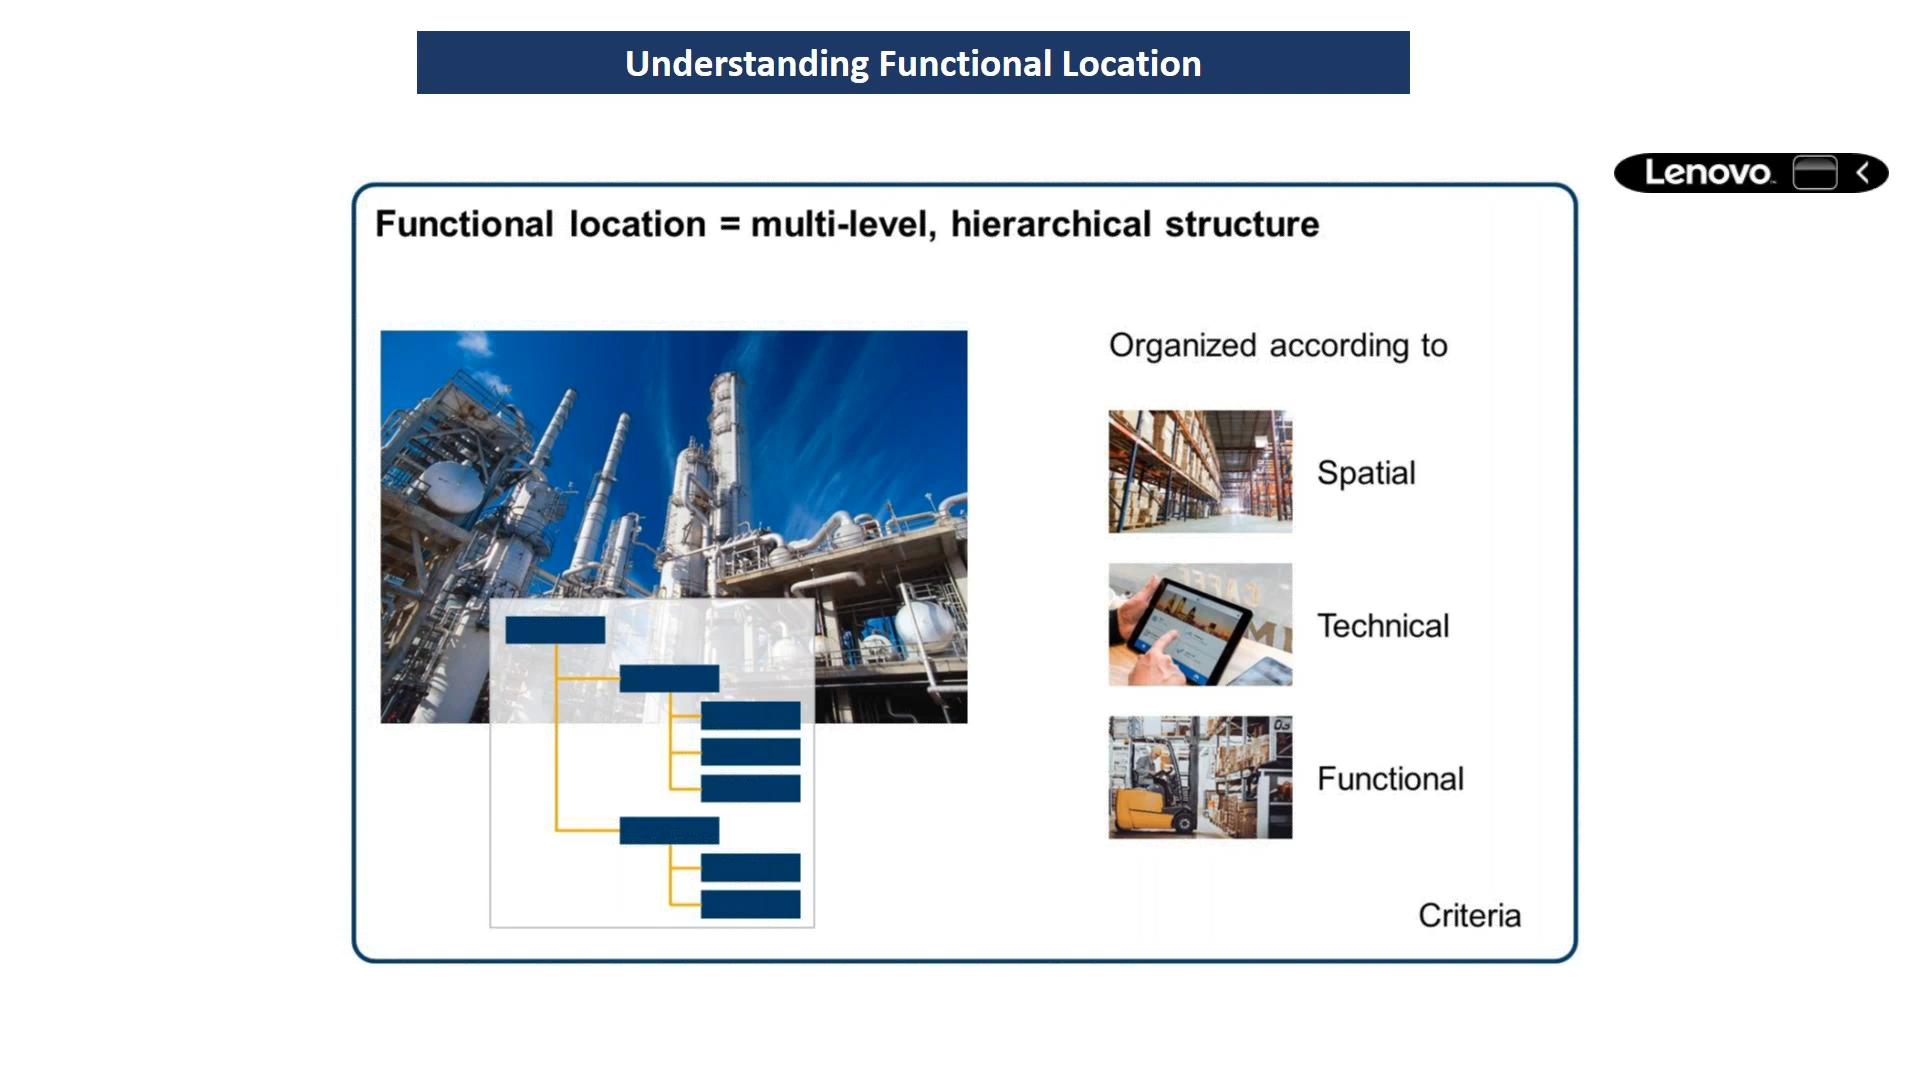 Understanding Functional Location
Lenovo
Functional location = multi-level, hierarchical structure
Organized according to
Spatial
Technical
Functional
Criteria